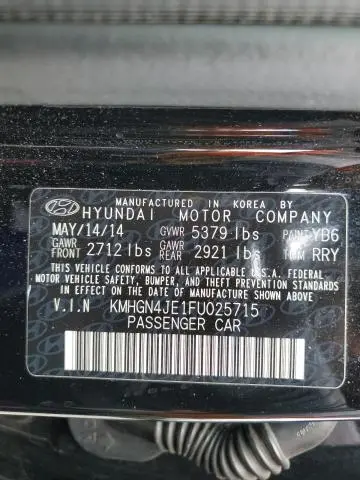 MANUFACTURED IN KOREA BY
HYUNDAI MOTOR COMPANY
MAY/14/14 GVWR 5379 lbs PAINT YB6
GAWR FRONT 2712 lbs GAWR REAR 2921 lbs TRIM RRY
THIS VEHICLE CONFORMS TO ALL APPLICABLE U.S.A. FEDERAL
MOTOR VEHICLE SAFETY, BUMPER, AND THEFT PREVENTION
STANDARDS IN EFFECT ON THE DATE OF MANUFACTURE SHOWN ABOVE.
V.I.N KMHGN4JE1FU025715
PASSENGER CAR